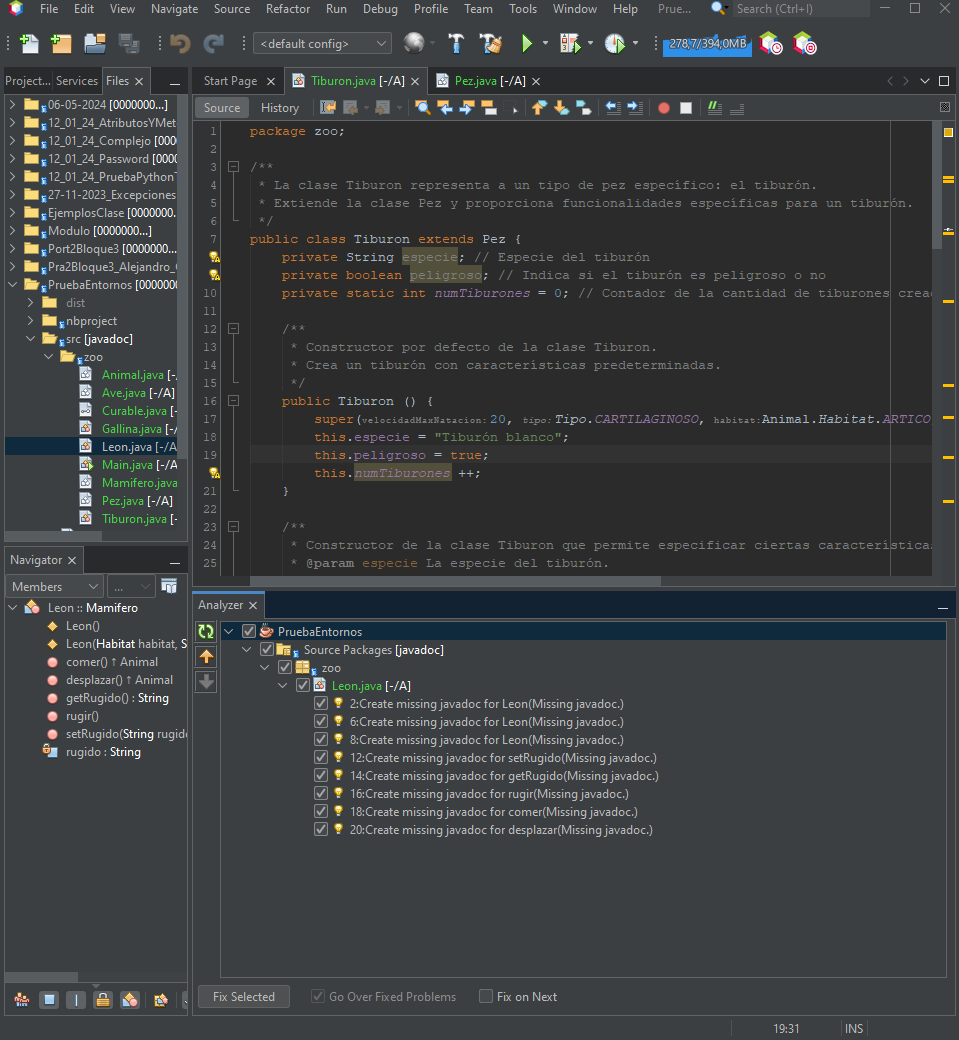 File Edit View Navigate Source Refactor Run Debug Profile Team Tools Window Help Prue... Search (Ctrl+I)
<default config> 278,7/394,0MB
Project... Services Files
Start Page Tiburon.java [-/A] Pez.java [-/A]
Source History
06-05-2024 [0000000...]
12_01_24_AtributosYMet
12_01_24_Complejo [000
12_01_24_Password [000
12_01_24_PruebaPython
27-11-2023_Excepciones
EjemplosClase [0000000.
Modulo [0000000...]
Port2Bloque3 [0000000...
Pra2Bloque3_Alejandro_
PruebaEntornos [000000
dist
nbproject
src [javadoc]
zoo
Animal.java [-/
Ave.java [-/A]
Curable.java [-
Gallina.java [-/
Leon.java [-/A
Main.java [-/A
Mamifero.java
Pez.java [-/A]
Tiburon.java [-
1 package zoo;
2
3 /**
4 * La clase Tiburon representa a un tipo de pez específico: el tiburón.
5 * Extiende la clase Pez y proporciona funcionalidades específicas para un tiburón.
6 */
7 public class Tiburon extends Pez {
private String especie; // Especie del tiburón
private boolean peligroso; // Indica si el tiburón es peligroso o no
10 private static int numTiburones = 0; // Contador de la cantidad de tiburones cread
11
12 /**
13 * Constructor por defecto de la clase Tiburon.
14 * Crea un tiburón con características predeterminadas.
15 */
16 public Tiburon () {
17 super(velocidadMaxNatacion: 20, tipo: Tipo.CARTILAGINOSO, habitat: Animal.Habitat.ARTICO
18 this.especie = "Tiburón blanco";
19 this.peligroso = true;
this.numTiburones ++;
21 }
22
23 /**
24 * Constructor de la clase Tiburon que permite especificar ciertas características
25 * @param especie La especie del tiburón.
Navigator
Members ...
Leon :: Mamifero
Leon()
Leon(Habitat habitat, S
comer() ↑ Animal
desplazar() ↑ Animal
getRugido() : String
rugir()
setRugido(String rugido
rugido : String
Analyzer
PruebaEntornos
Source Packages [javadoc]
zoo
Leon.java [-/A]
2:Create missing javadoc for Leon(Missing javadoc.)
6:Create missing javadoc for Leon(Missing javadoc.)
8:Create missing javadoc for Leon(Missing javadoc.)
12:Create missing javadoc for setRugido(Missing javadoc.)
14:Create missing javadoc for getRugido(Missing javadoc.)
16:Create missing javadoc for rugir(Missing javadoc.)
18:Create missing javadoc for comer(Missing javadoc.)
20:Create missing javadoc for desplazar(Missing javadoc.)
Fix Selected Go Over Fixed Problems Fix on Next
19:31 INS